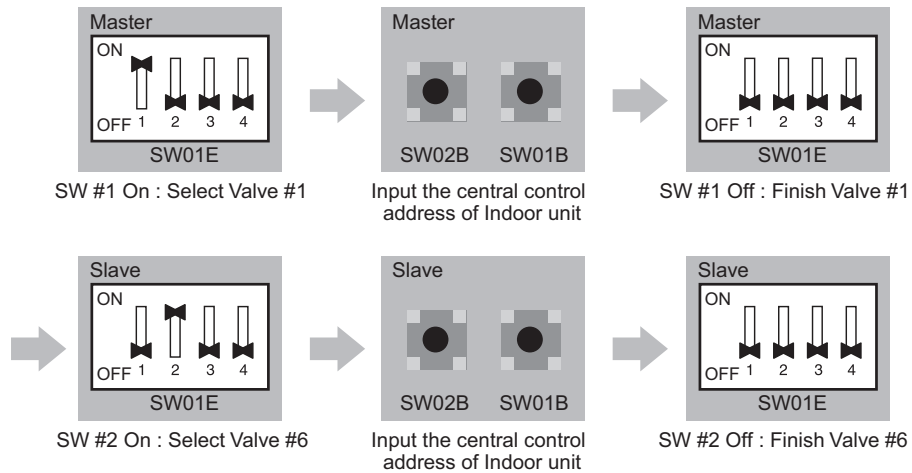 Master
ON
OFF 1 2 3 4
SW01E
SW #1 On : Select Valve #1
Master
SW02B SW01B
Input the central control
address of Indoor unit
Master
ON
OFF 1 2 3 4
SW01E
SW #1 Off : Finish Valve #1
Slave
ON
OFF 1 2 3 4
SW01E
SW #2 On : Select Valve #6
Slave
SW02B SW01B
Input the central control
address of Indoor unit
Slave
ON
OFF 1 2 3 4
SW01E
SW #2 Off : Finish Valve #6